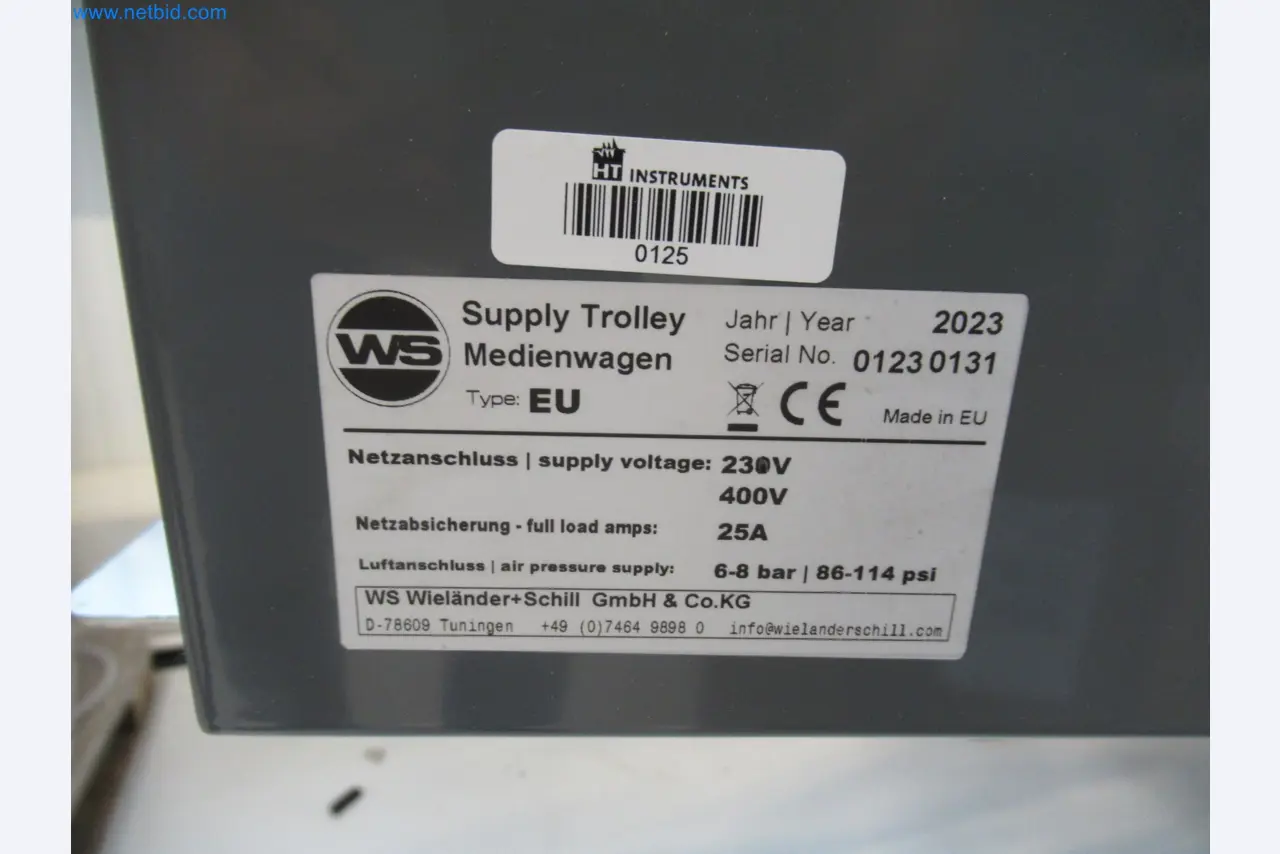 www.netbid.com
HT INSTRUMENTS
0125
WS
Supply Trolley
Medienwagen
Type: EU
Jahr | Year 2023
Serial No. 01230131
CE Made in EU
Netzanschluss | supply voltage: 230V
400V
Netzabsicherung - full load amps: 25A
Luftanschluss | air pressure supply: 6-8 bar | 86-114 psi
WS Wieländer+Schill GmbH & Co.KG
D-78609 Tuningen +49 (0)7464 9898 0 info@wielanderschill.com